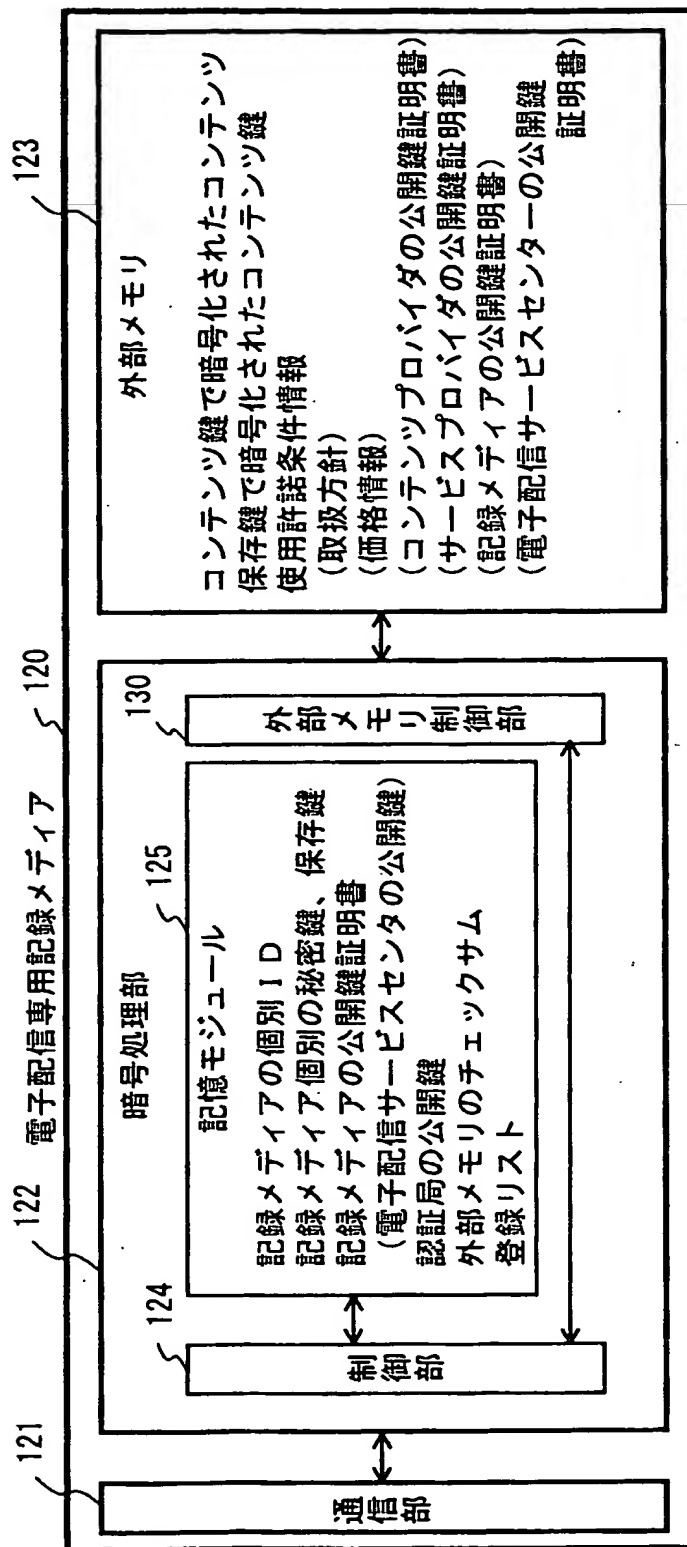 電子配信専用記録メディア
120
121
通信部
122
暗号処理部
124
制御部
125
記憶モジュール
記録メディアの個別ID
記録メディア個別の秘密鍵、保存鍵
記録メディアの公開鍵証明書
(電子配信サービスセンタの公開鍵)
認証局の公開鍵
外部メモリのチェックサム
登録リスト
130
外部メモリ制御部
123
外部メモリ
コンテンツ鍵で暗号化されたコンテンツ
保存鍵で暗号化されたコンテンツ鍵
使用許諾条件情報
(取扱方針)
(価格情報)
(コンテンツプロバイダの公開鍵証明書)
(サービスプロバイダの公開鍵証明書)
(記録メディアの公開鍵証明書)
(電子配信サービスセンターの公開鍵
証明書)